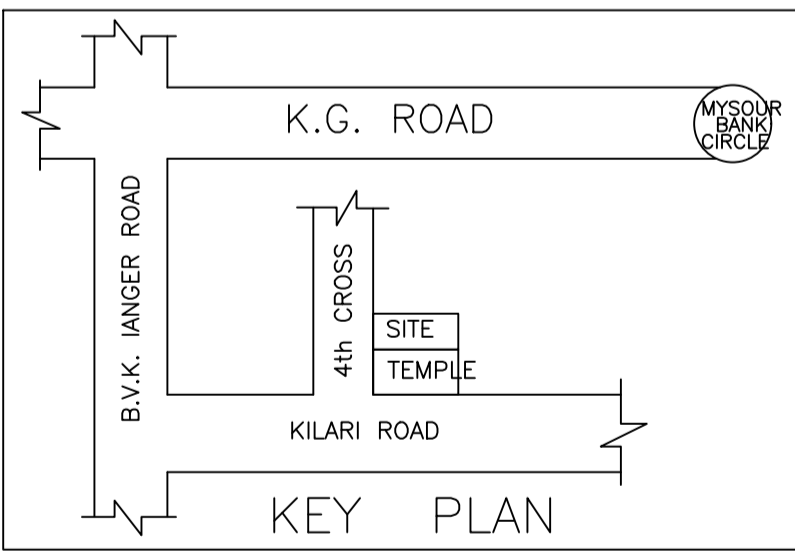 K.G. ROAD
MYSOUR
BANK
CIRCLE
B.V.K. IANGER ROAD
4th CROSS
SITE
TEMPLE
KILARI ROAD
KEY PLAN